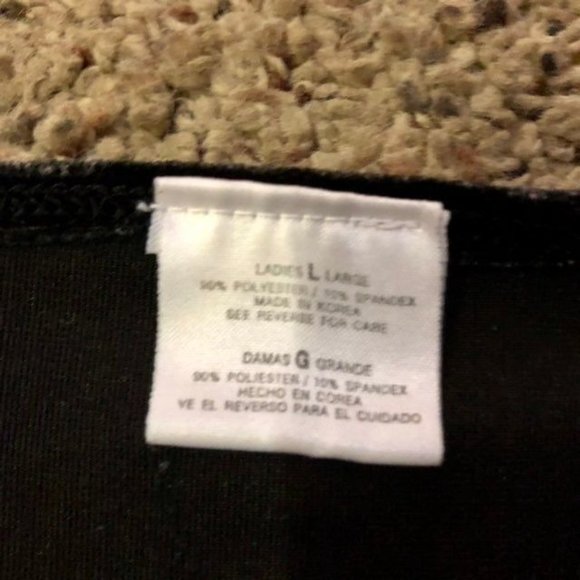 LADIES L LARGE
90% POLYESTER / 10% SPANDEX
MADE IN KOREA
SEE REVERSE FOR CARE
DAMAS G GRANDE
90% POLIESTER / 10% SPANDEX
HECHO EN COREA
VE EL REVERSO PARA EL CUIDADO